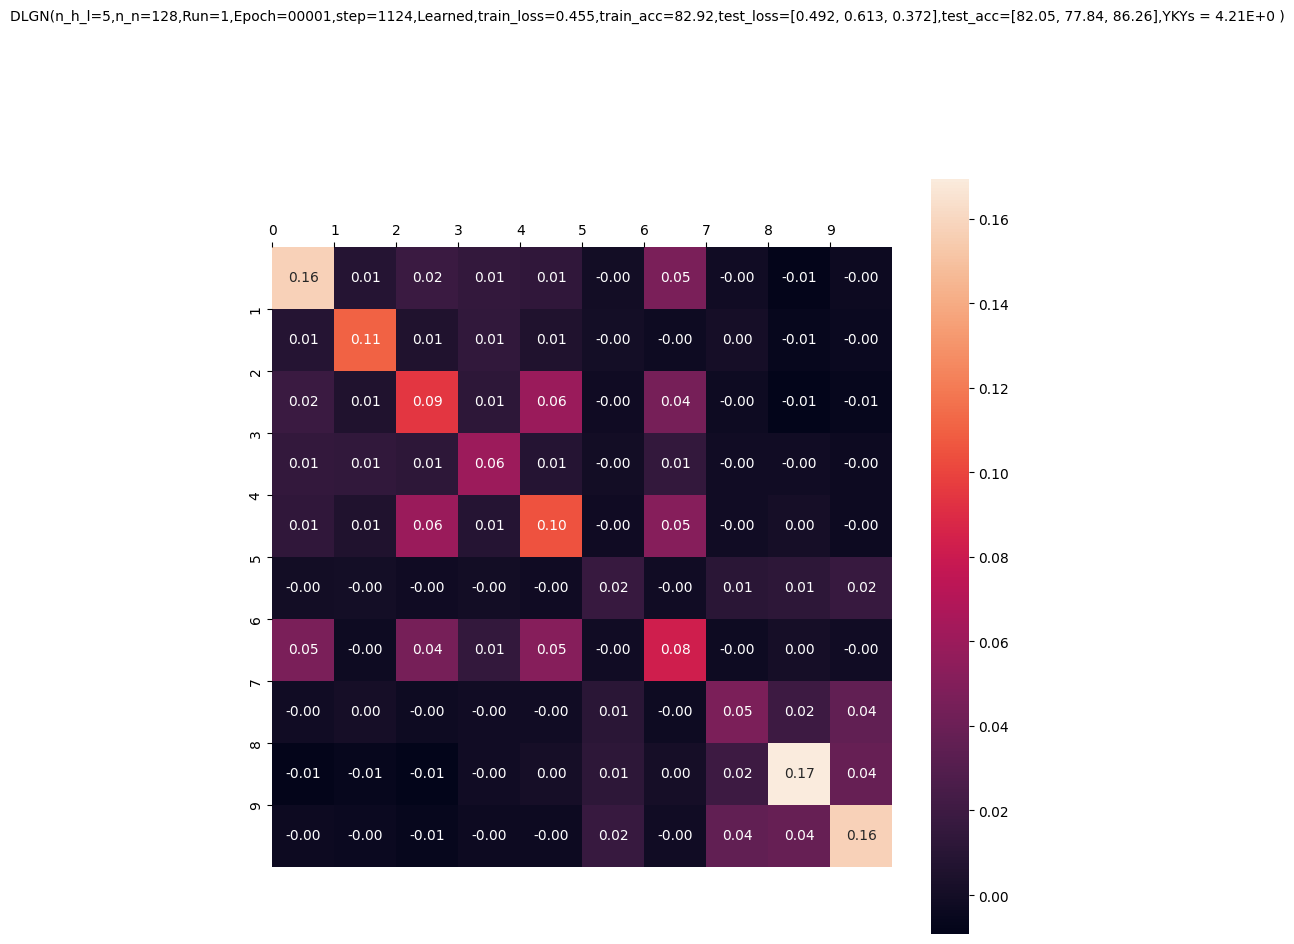 DLGN(n_h_l=5,n_n=128,Run=1,Epoch=00001,step=1124,Learned,train_loss=0.455,train_acc=82.92,test_loss=[0.492, 0.613, 0.372],test_acc=[82.05, 77.84, 86.26],YKYs = 4.21E+0 )
0 1 2 3 4 5 6 7 8 9
0.16 0.01 0.02 0.01 0.01 -0.00 0.05 -0.00 -0.01 -0.00
1
0.01 0.11 0.01 0.01 0.01 -0.00 -0.00 0.00 -0.01 -0.00
2
0.02 0.01 0.09 0.01 0.06 -0.00 0.04 -0.00 -0.01 -0.01
3
0.01 0.01 0.01 0.06 0.01 -0.00 0.01 -0.00 -0.00 -0.00
4
0.01 0.01 0.06 0.01 0.10 -0.00 0.05 -0.00 0.00 -0.00
5
-0.00 -0.00 -0.00 -0.00 -0.00 0.02 -0.00 0.01 0.01 0.02
6
0.05 -0.00 0.04 0.01 0.05 -0.00 0.08 -0.00 0.00 -0.00
7
-0.00 0.00 -0.00 -0.00 -0.00 0.01 -0.00 0.05 0.02 0.04
8
-0.01 -0.01 -0.01 -0.00 0.00 0.01 0.00 0.02 0.17 0.04
9
-0.00 -0.00 -0.01 -0.00 -0.00 0.02 -0.00 0.04 0.04 0.16
0.16
0.14
0.12
0.10
0.08
0.06
0.04
0.02
0.00